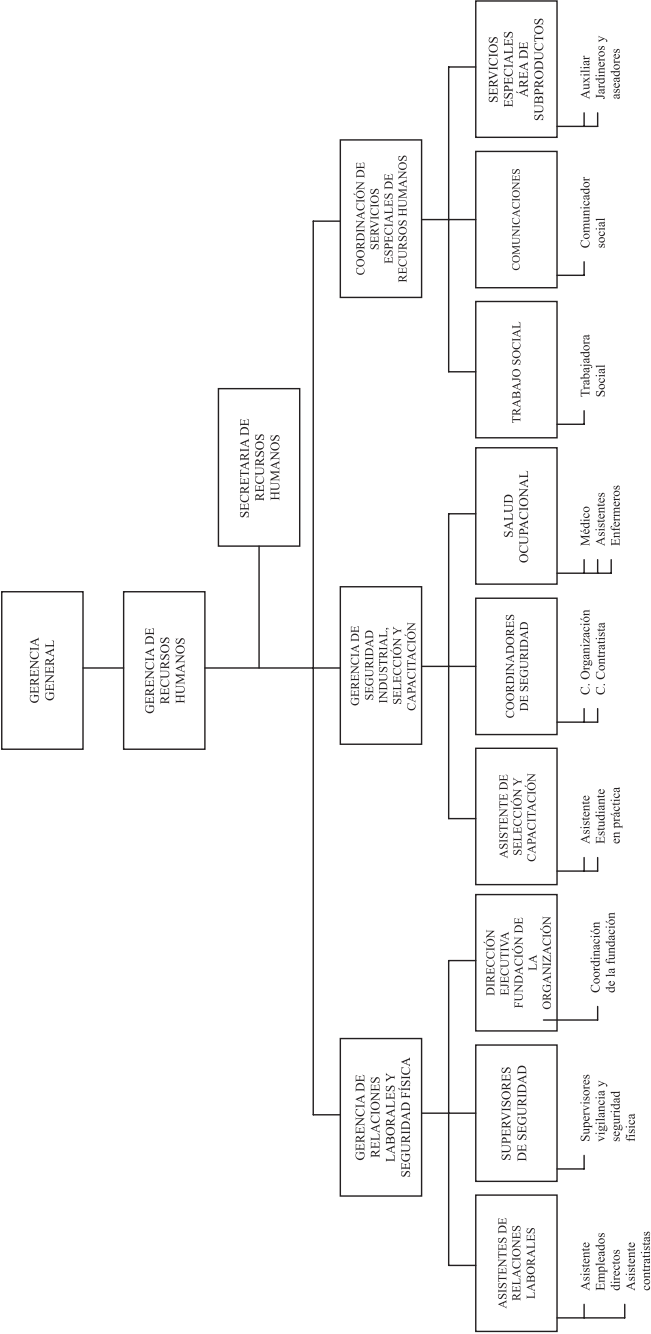 GERENCIA
GENERAL
GERENCIA DE
RECURSOS
HUMANOS
SECRETARIA DE
RECURSOS
HUMANOS
GERENCIA DE
RELACIONES
LABORALES Y
SEGURIDAD FÍSICA
GERENCIA DE
SEGURIDAD
INDUSTRIAL,
SELECCIÓN Y
CAPACITACIÓN
COORDINACIÓN DE
SERVICIOS
ESPECIALES DE
RECURSOS HUMANOS
ASISTENTES DE
RELACIONES
LABORALES
SUPERVISORES
DE SEGURIDAD
DIRECCIÓN
EJECUTIVA
FUNDACIÓN DE
LA
ORGANIZACIÓN
ASISTENTE DE
SELECCIÓN Y
CAPACITACIÓN
COORDINADORES
DE SEGURIDAD
SALUD
OCUPACIONAL
TRABAJO SOCIAL
COMUNICACIONES
SERVICIOS
ESPECIALES
ÁREA DE
SUBPRODUCTOS
Asistente
Empleados
directos
Asistente
contratistas
Supervisores
vigilancia y
seguridad
física
Coordinación
de la fundación
Asistente
Estudiante
en práctica
C. Organización
C. Contratista
Médico
Asistentes
Enfermeros
Trabajadora
Social
Comunicador
social
Auxiliar
Jardineros y
aseadores